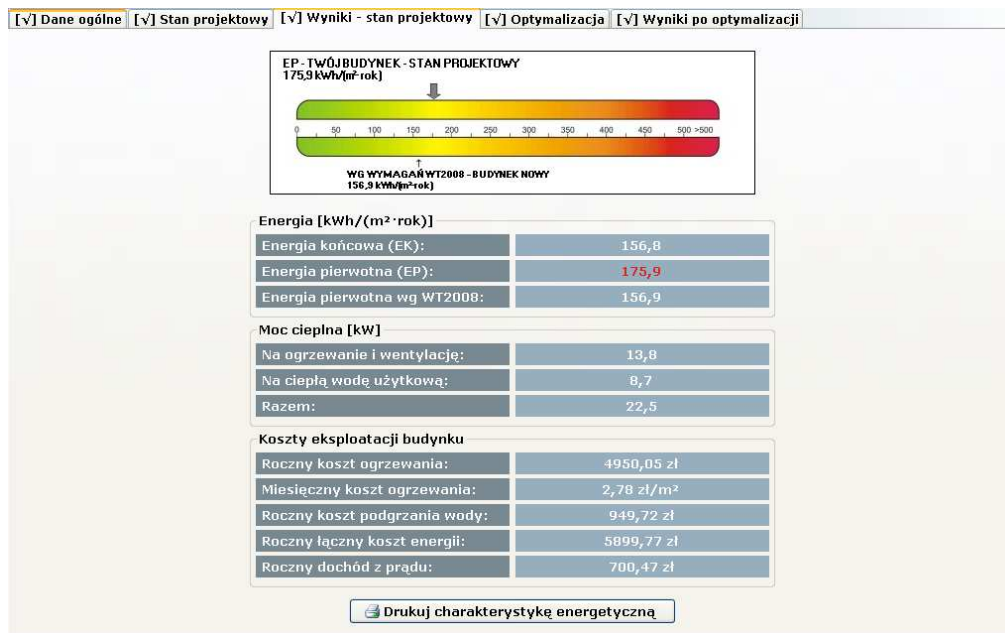 [√] Dane ogólne [√] Stan projektowy [√] Wyniki - stan projektowy [√] Optymalizacja [√] Wyniki po optymalizacji
EP - TWÓJ BUDYNEK - STAN PROJEKTOWY
175,9 kWh/(m²·rok)
0 50 100 150 200 250 300 350 400 450 500 >500
WG WYMAGAŃ WT2008 - BUDYNEK NOWY
156,9 kWh/(m²·rok)
Energia [kWh/(m²·rok)]
Energia końcowa (EK): 156,8
Energia pierwotna (EP): 175,9
Energia pierwotna wg WT2008: 156,9
Moc cieplna [kW]
Na ogrzewanie i wentylację: 13,8
Na ciepłą wodę użytkową: 8,7
Razem: 22,5
Koszty eksploatacji budynku
Roczny koszt ogrzewania: 4950,05 zł
Miesięczny koszt ogrzewania: 2,78 zł/m²
Roczny koszt podgrzania wody: 949,72 zł
Roczny łączny koszt energii: 5899,77 zł
Roczny dochód z prądu: 700,47 zł
Drukuj charakterystykę energetyczną